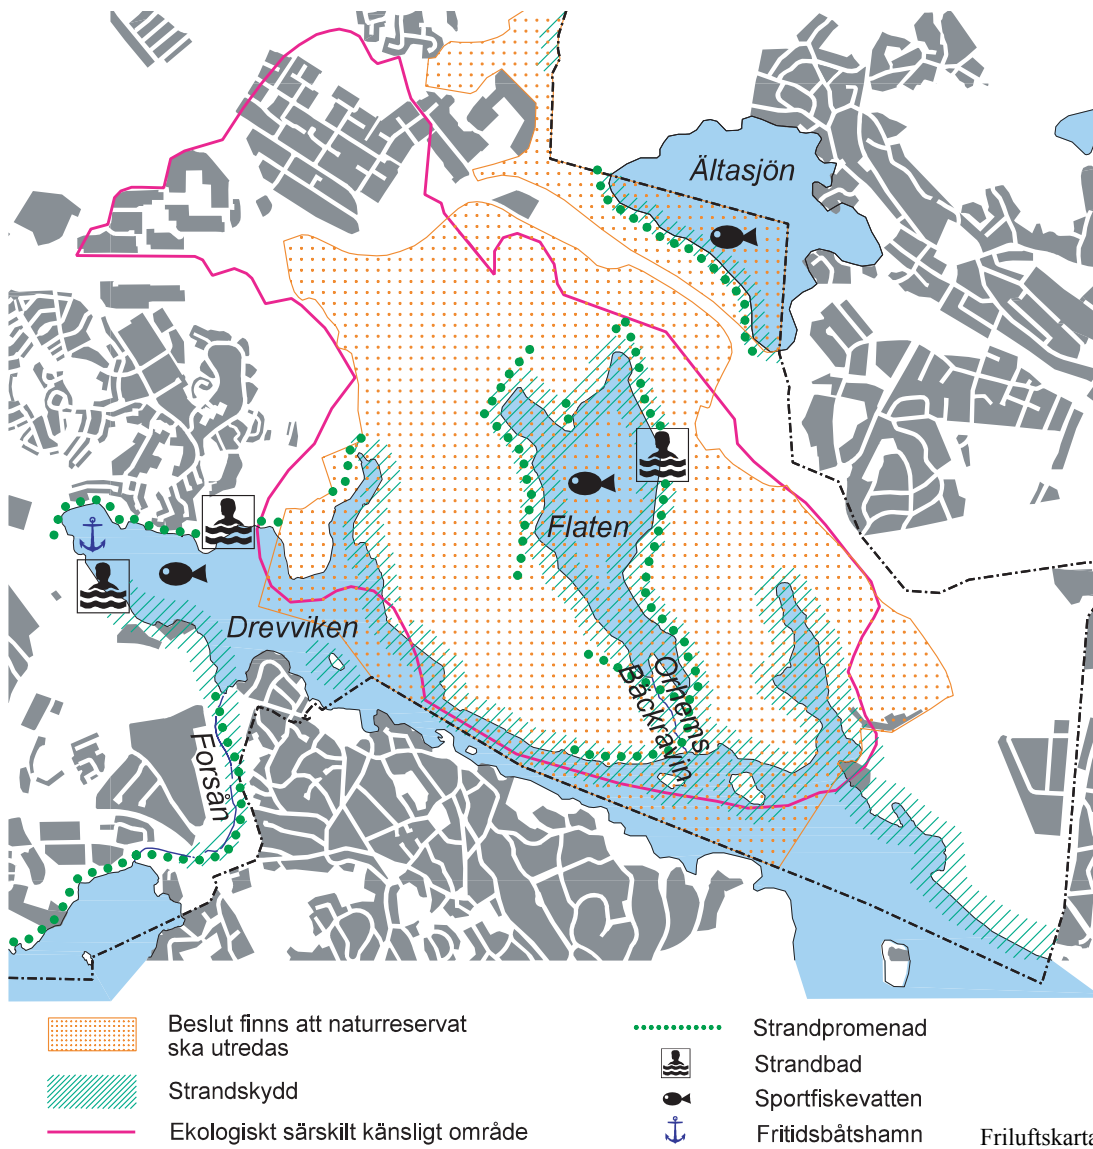 Ältasjön
Flaten
Drevviken
Orhems
Bäckravin
Forsån
Beslut finns att naturreservat
ska utredas
Strandskydd
Ekologiskt särskilt känsligt område
Strandpromenad
Strandbad
Sportfiskevatten
Fritidsbåtshamn
Friluftskarta